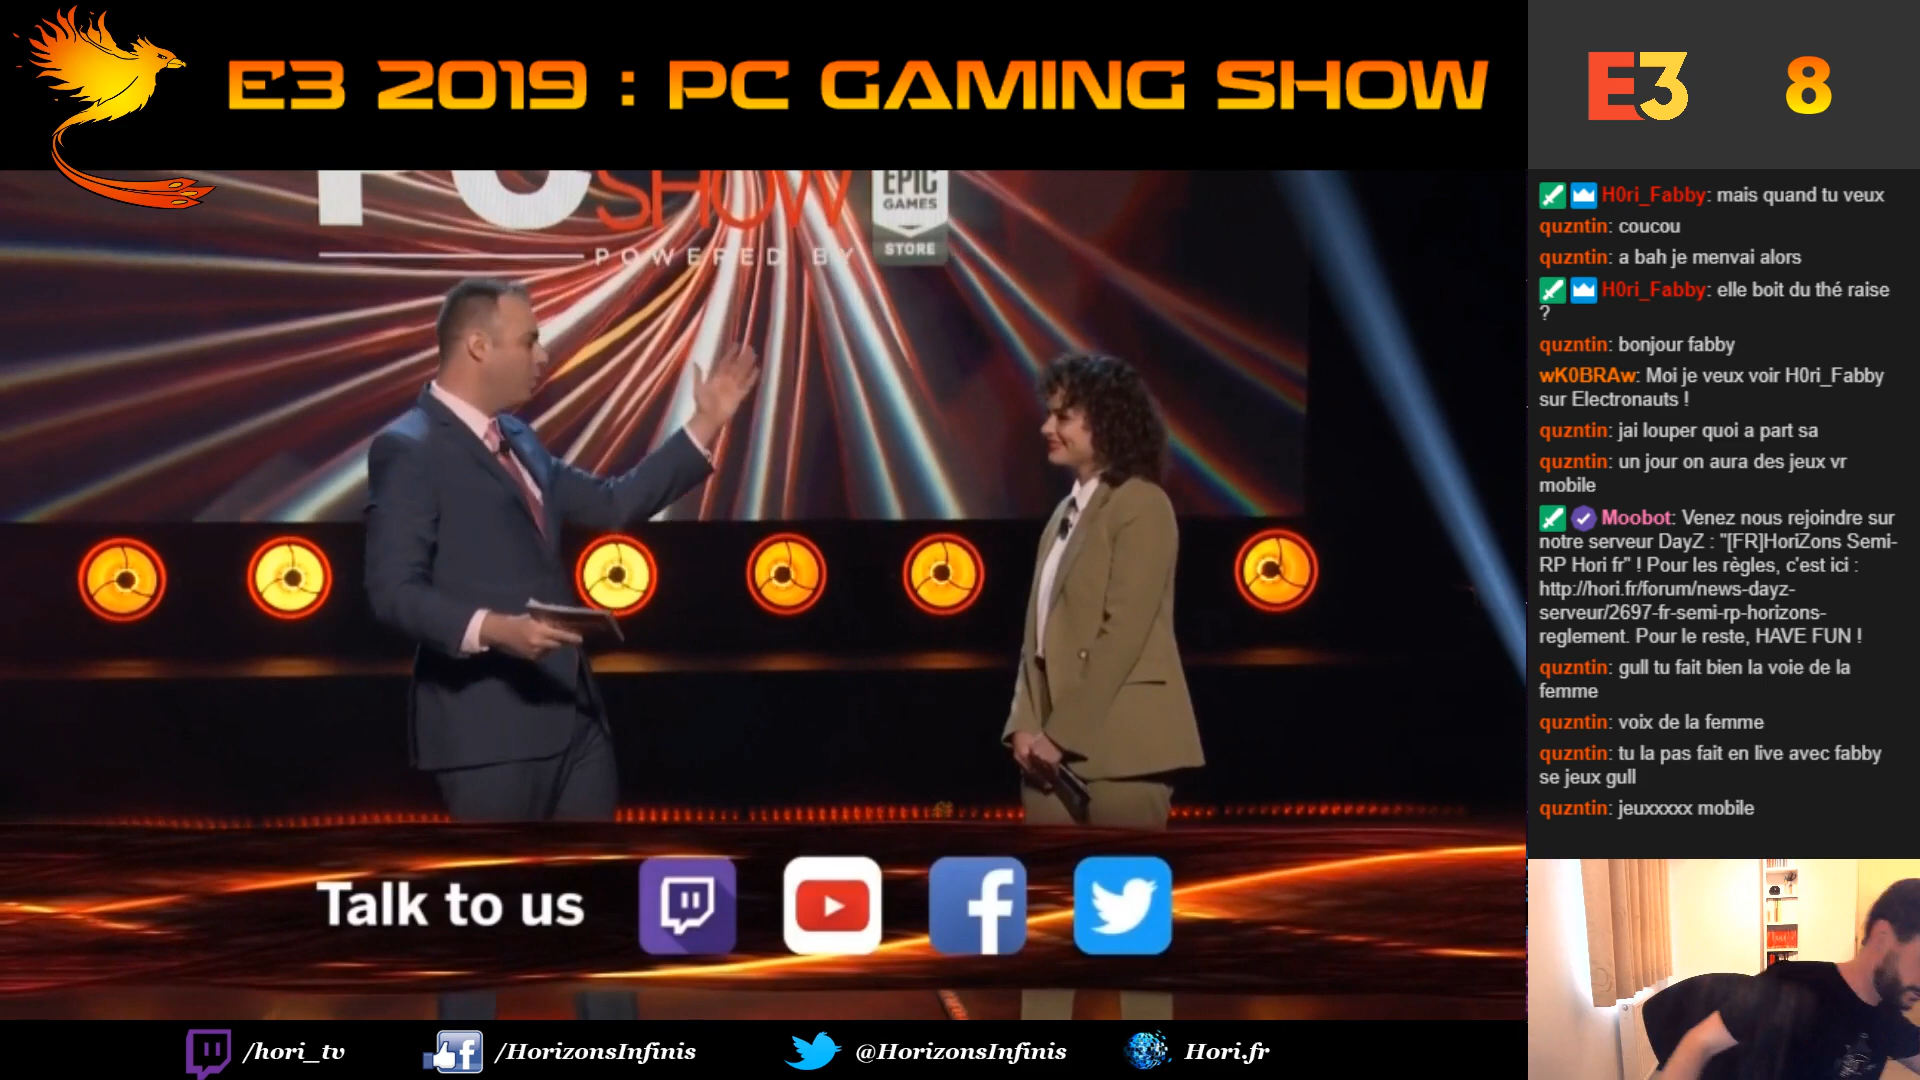 E3 2019 : PC GAMING SHOW
E3
8
PC SHOW
POWERED BY
EPIC
GAMES
STORE
H0ri_Fabby: mais quand tu veux
quzntin: coucou
quzntin: a bah je menvai alors
H0ri_Fabby: elle boit du thé raise
?
quzntin: bonjour fabby
wK0BRAw: Moi je veux voir H0ri_Fabby
sur Electronauts !
quzntin: jai louper quoi a part sa
quzntin: un jour on aura des jeux vr
mobile
Moobot: Venez nous rejoindre sur
notre serveur DayZ : "[FR]HoriZons Semi-
RP Hori fr" ! Pour les règles, c'est ici :
http://hori.fr/forum/news-dayz-
serveur/2697-fr-semi-rp-horizons-
reglement. Pour le reste, HAVE FUN !
quzntin: gull tu fait bien la voie de la
femme
quzntin: voix de la femme
quzntin: tu la pas fait en live avec fabby
se jeux gull
quzntin: jeuxxxxx mobile
Talk to us
/hori_tv
/HorizonsInfinis
@HorizonsInfinis
Hori.fr